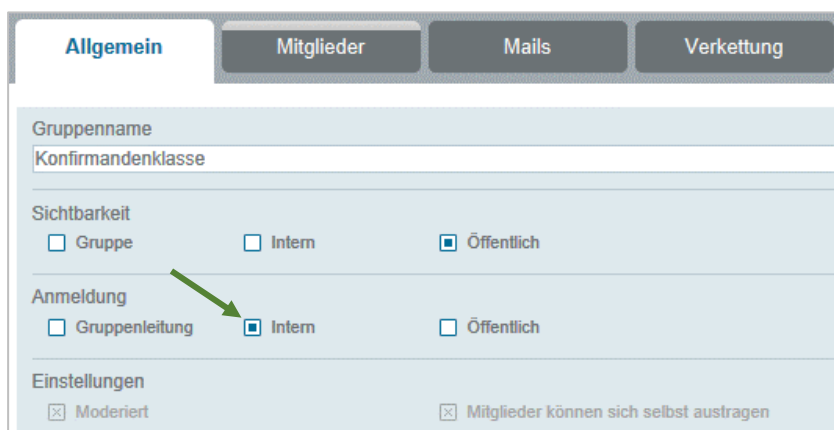 Allgemein Mitglieder Mails Verkettung
Gruppenname
Konfirmandenklasse
Sichtbarkeit
Gruppe Intern Öffentlich
Anmeldung
Gruppenleitung Intern Öffentlich
Einstellungen
Moderiert Mitglieder können sich selbst austragen